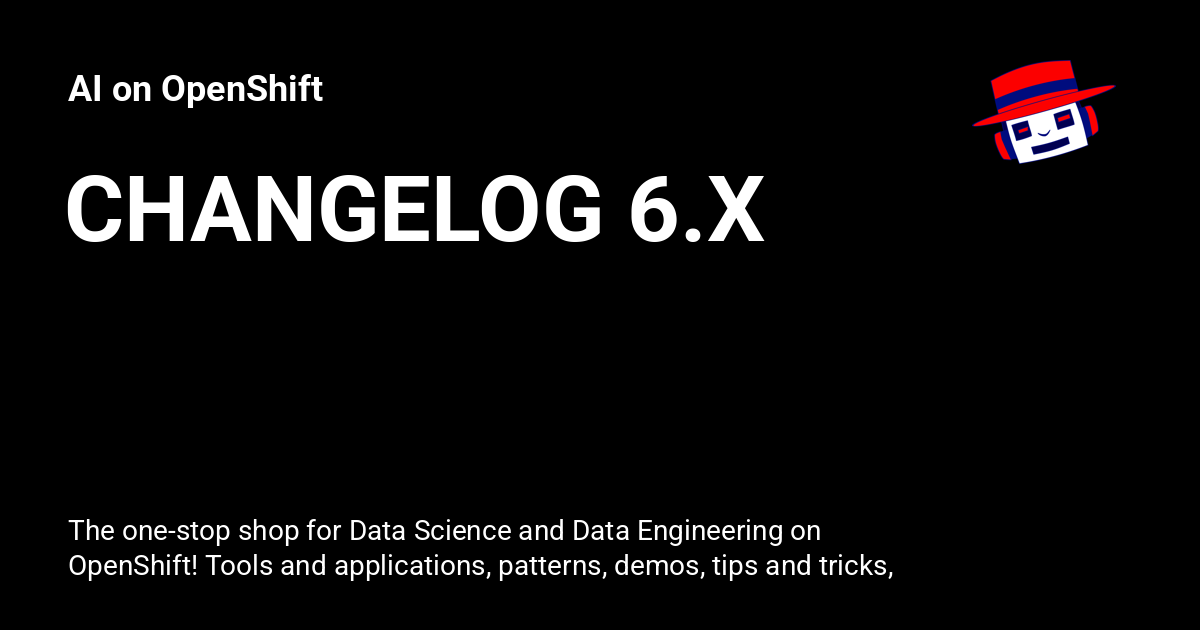 AI on OpenShift
CHANGELOG 6.X
The one-stop shop for Data Science and Data Engineering on
OpenShift! Tools and applications, patterns, demos, tips and tricks,